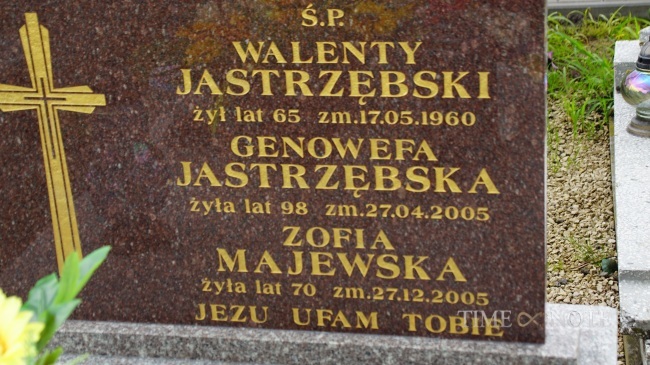 Ś.P.
WALENTY
JASTRZĘBSKI
żył lat 65 zm.17.05.1960
GENOWEFA
JASTRZĘBSKA
żyła lat 98 zm.27.04.2005
ZOFIA
MAJEWSKA
żyła lat 70 zm.27.12.2005
JEZU UFAM TOBIE
TIME